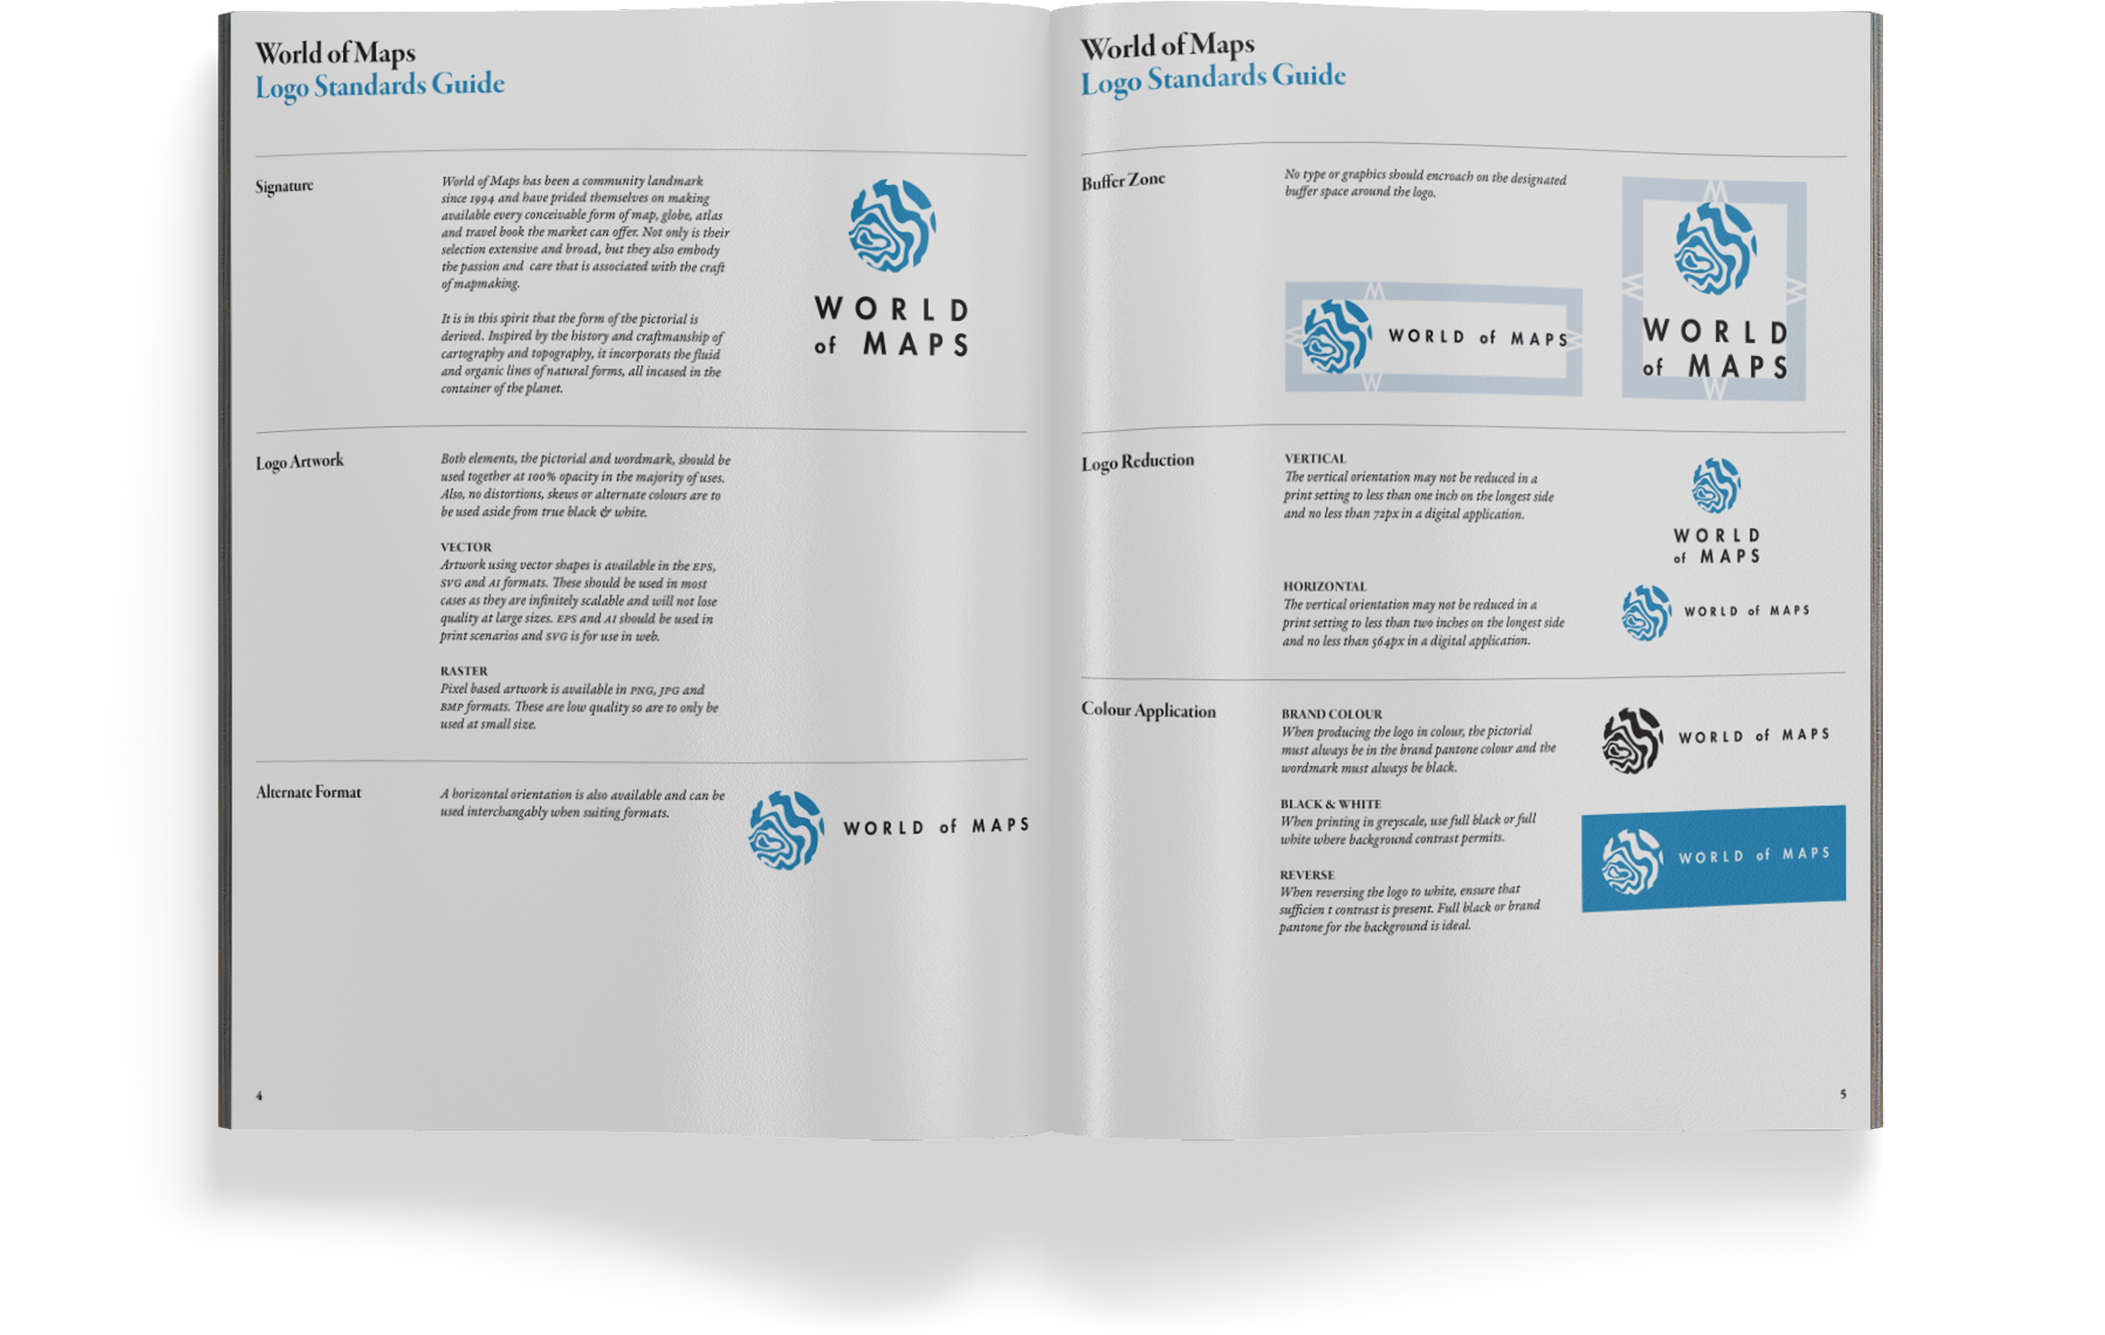 World of Maps
Logo Standards Guide
Signature
World of Maps has been a community landmark
since 1994 and have prided themselves on making
available every conceivable form of map, globe, atlas
and travel book the market can offer. Not only is their
selection extensive and broad, but they also embody
the passion and care that is associated with the craft
of mapmaking.
It is in this spirit that the form of the pictorial is
derived. Inspired by the history and craftmanship of
cartography and topography, it incorporats the fluid
and organic lines of natural forms, all incased in the
container of the planet.
WORLD
of MAPS
Logo Artwork
Both elements, the pictorial and wordmark, should be
used together at 100% opacity in the majority of uses.
Also, no distortions, skews or alternate colours are to
be used aside from true black & white.
VECTOR
Artwork using vector shapes is available in the EPS,
SVG and AI formats. These should be used in most
cases as they are infinitely scalable and will not lose
quality at large sizes. EPS and AI should be used in
print scenarios and SVG is for use in web.
RASTER
Pixel based artwork is available in PNG, JPG and
BMP formats. These are low quality so are to only be
used at small size.
Alternate Format
A horizontal orientation is also available and can be
used interchangably when suiting formats.
WORLD of MAPS
4
World of Maps
Logo Standards Guide
Buffer Zone
No type or graphics should encroach on the designated
buffer space around the logo.
W
W
W
W
WORLD of MAPS
W
W
W
W
WORLD
of MAPS
Logo Reduction
VERTICAL
The vertical orientation may not be reduced in a
print setting to less than one inch on the longest side
and no less than 72px in a digital application.
WORLD
of MAPS
HORIZONTAL
The vertical orientation may not be reduced in a
print setting to less than two inches on the longest side
and no less than 564px in a digital application.
WORLD of MAPS
Colour Application
BRAND COLOUR
When producing the logo in colour, the pictorial
must always be in the brand pantone colour and the
wordmark must always be black.
WORLD of MAPS
BLACK & WHITE
When printing in greyscale, use full black or full
white where background contrast permits.
REVERSE
When reversing the logo to white, ensure that
sufficien t contrast is present. Full black or brand
pantone for the background is ideal.
WORLD of MAPS
5